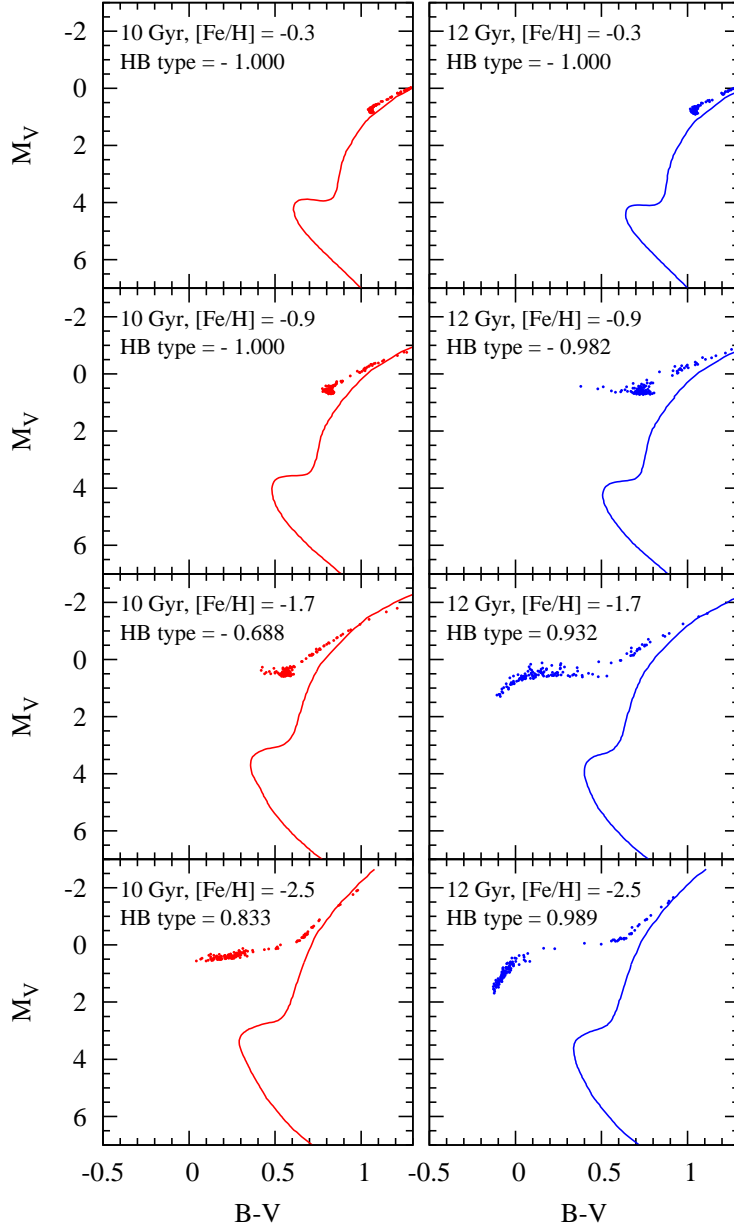 10 Gyr, [Fe/H] = -0.3
HB type = - 1.000
12 Gyr, [Fe/H] = -0.3
HB type = - 1.000
-2
0
2
4
6
M_V
10 Gyr, [Fe/H] = -0.9
HB type = - 1.000
12 Gyr, [Fe/H] = -0.9
HB type = - 0.982
-2
0
2
4
6
M_V
10 Gyr, [Fe/H] = -1.7
HB type = - 0.688
12 Gyr, [Fe/H] = -1.7
HB type = 0.932
-2
0
2
4
6
M_V
10 Gyr, [Fe/H] = -2.5
HB type = 0.833
12 Gyr, [Fe/H] = -2.5
HB type = 0.989
-2
0
2
4
6
M_V
-0.5 0 0.5 1
0 0.5 1
-0.5
B-V
B-V